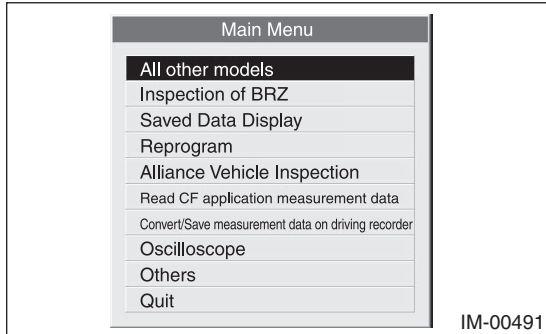 Main Menu
All other models
Inspection of BRZ
Saved Data Display
Reprogram
Alliance Vehicle Inspection
Read CF application measurement data
Convert/Save measurement data on driving recorder
Oscilloscope
Others
Quit
IM-00491